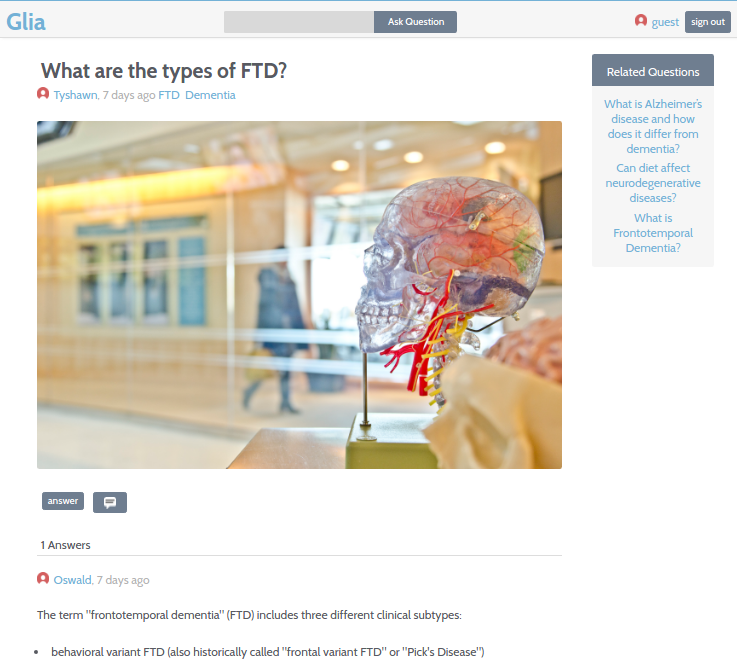 Glia
Ask Question
guest
sign out
What are the types of FTD?
Tyshawn, 7 days ago FTD Dementia
Related Questions
What is Alzheimer's
disease and how
does it differ from
dementia?
Can diet affect
neurodegenerative
diseases?
What is
Frontotemporal
Dementia?
answer
1 Answers
Oswald, 7 days ago
The term "frontotemporal dementia" (FTD) includes three different clinical subtypes:
• behavioral variant FTD (also historically called "frontal variant FTD" or "Pick's Disease")